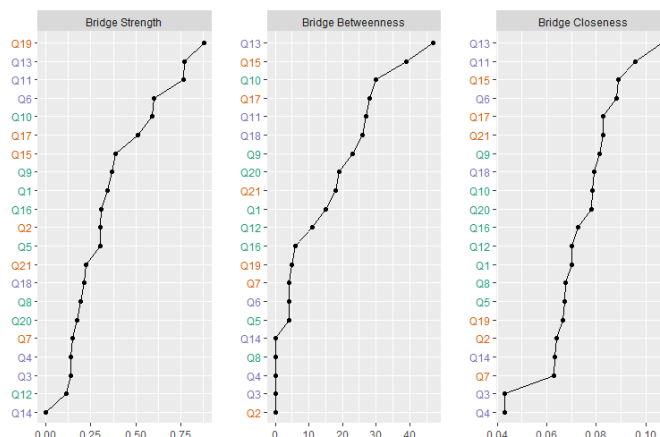 Bridge Strength
Q19
Q13
Q11
Q6
Q10
Q17
Q15
Q9
Q1
Q16
Q2
Q5
Q21
Q18
Q8
Q20
Q7
Q4
Q3
Q12
Q14
0.00 0.25 0.50 0.75
Bridge Betweenness
Q13
Q15
Q10
Q17
Q11
Q18
Q9
Q20
Q21
Q1
Q12
Q16
Q19
Q7
Q6
Q5
Q14
Q8
Q4
Q3
Q2
0 10 20 30 40
Bridge Closeness
Q13
Q11
Q15
Q6
Q17
Q21
Q9
Q18
Q10
Q20
Q16
Q12
Q1
Q8
Q5
Q19
Q2
Q14
Q7
Q3
Q4
0.04 0.06 0.08 0.10